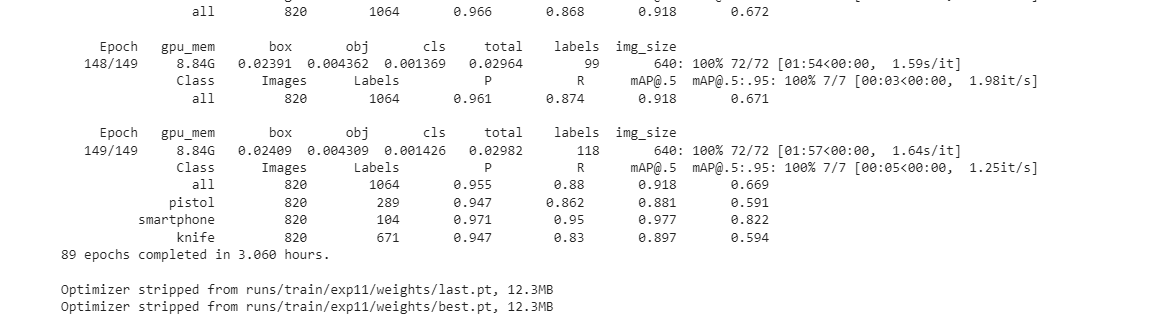 all 820 1064 0.966 0.868 0.918 0.672
Epoch gpu_mem box obj cls total labels img_size
148/149 8.84G 0.02391 0.004362 0.001369 0.02964 99 640: 100% 72/72 [01:54<00:00, 1.59s/it]
Class Images Labels P R mAP@.5 mAP@.5:.95: 100% 7/7 [00:03<00:00, 1.98it/s]
all 820 1064 0.961 0.874 0.918 0.671
Epoch gpu_mem box obj cls total labels img_size
149/149 8.84G 0.02409 0.004309 0.001426 0.02982 118 640: 100% 72/72 [01:57<00:00, 1.64s/it]
Class Images Labels P R mAP@.5 mAP@.5:.95: 100% 7/7 [00:05<00:00, 1.25it/s]
all 820 1064 0.955 0.88 0.918 0.669
pistol 820 289 0.947 0.862 0.881 0.591
smartphone 820 104 0.971 0.95 0.977 0.822
knife 820 671 0.947 0.83 0.897 0.594
89 epochs completed in 3.060 hours.
Optimizer stripped from runs/train/exp11/weights/last.pt, 12.3MB
Optimizer stripped from runs/train/exp11/weights/best.pt, 12.3MB